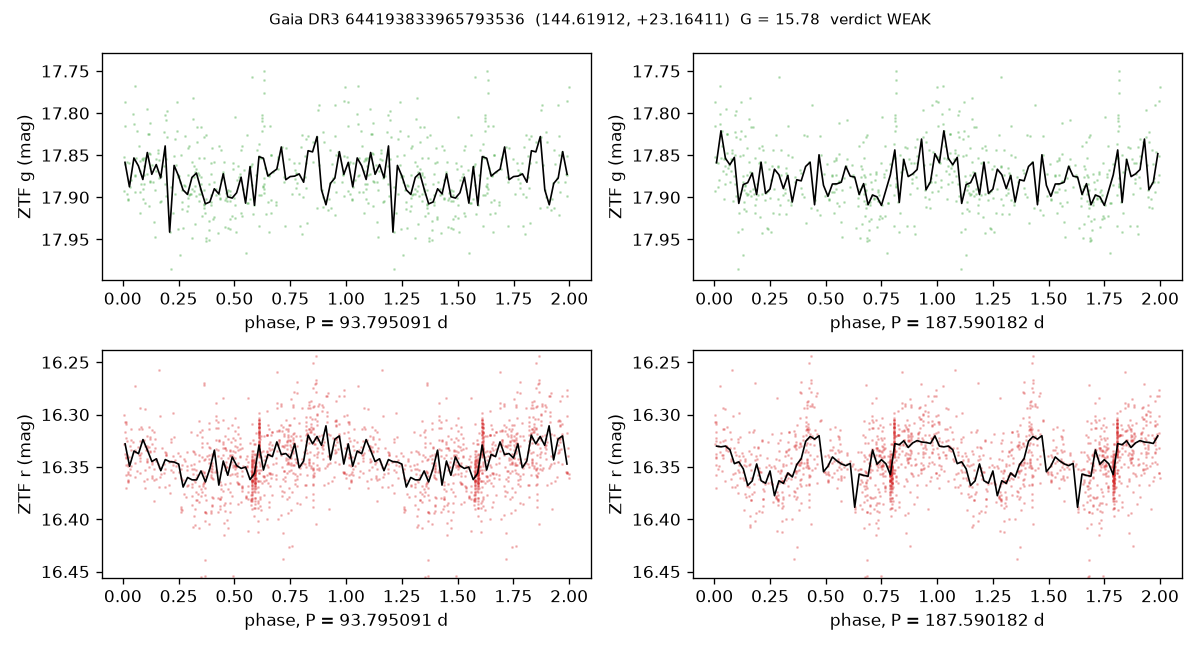 Gaia DR3 644193833965793536  (144.61912, +23.16411)  G = 15.78  verdict WEAK
ZTF g (mag)
17.75
17.80
17.85
17.90
17.95
0.00 0.25 0.50 0.75 1.00 1.25 1.50 1.75 2.00
phase, P = 93.795091 d
ZTF g (mag)
17.75
17.80
17.85
17.90
17.95
0.00 0.25 0.50 0.75 1.00 1.25 1.50 1.75 2.00
phase, P = 187.590182 d
ZTF r (mag)
16.25
16.30
16.35
16.40
16.45
0.00 0.25 0.50 0.75 1.00 1.25 1.50 1.75 2.00
phase, P = 93.795091 d
ZTF r (mag)
16.25
16.30
16.35
16.40
16.45
0.00 0.25 0.50 0.75 1.00 1.25 1.50 1.75 2.00
phase, P = 187.590182 d